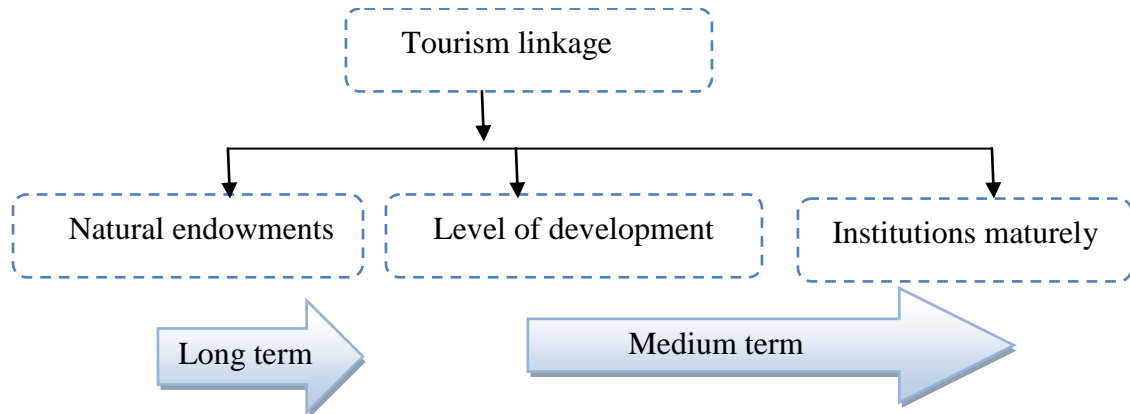 Tourism linkage
Natural endowments
Level of development
Institutions maturely
Long term
Medium term